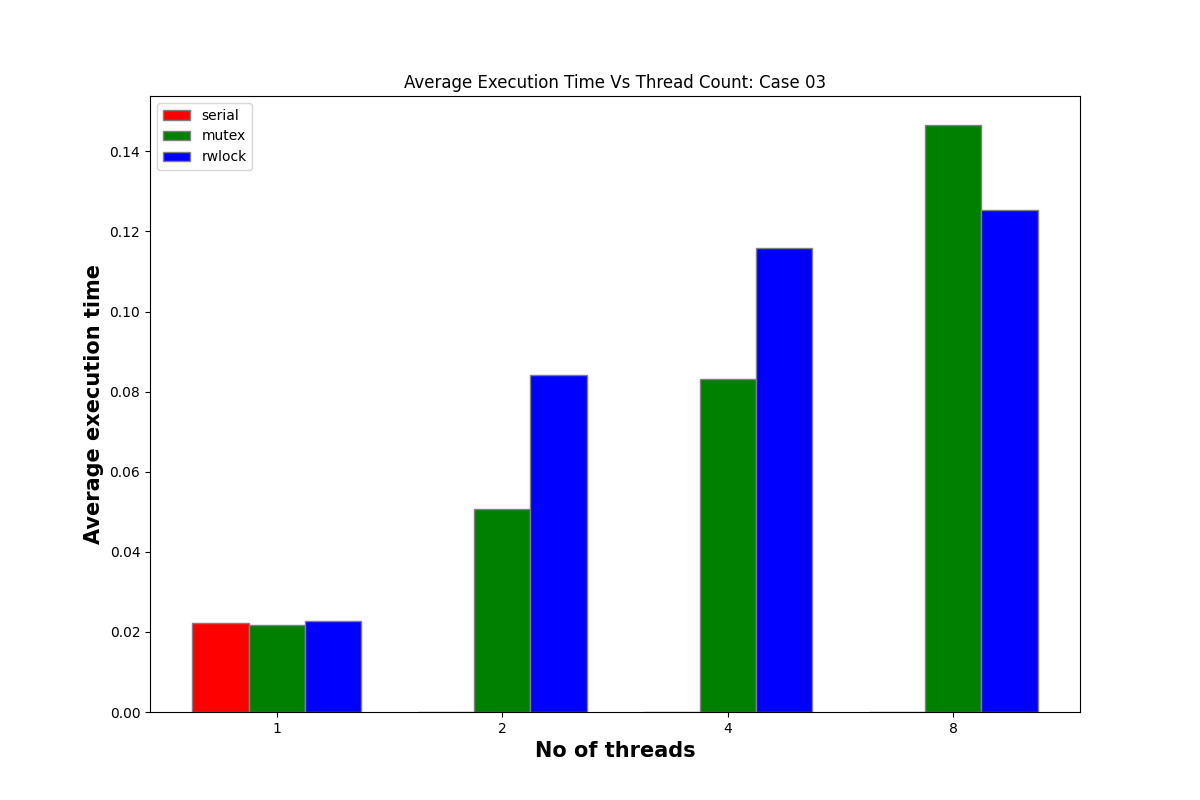 Average Execution Time Vs Thread Count: Case 03
serial
mutex
rwlock
0.14
0.12
0.10
0.08
0.06
0.04
0.02
0.00
Average execution time
1 2 4 8
No of threads